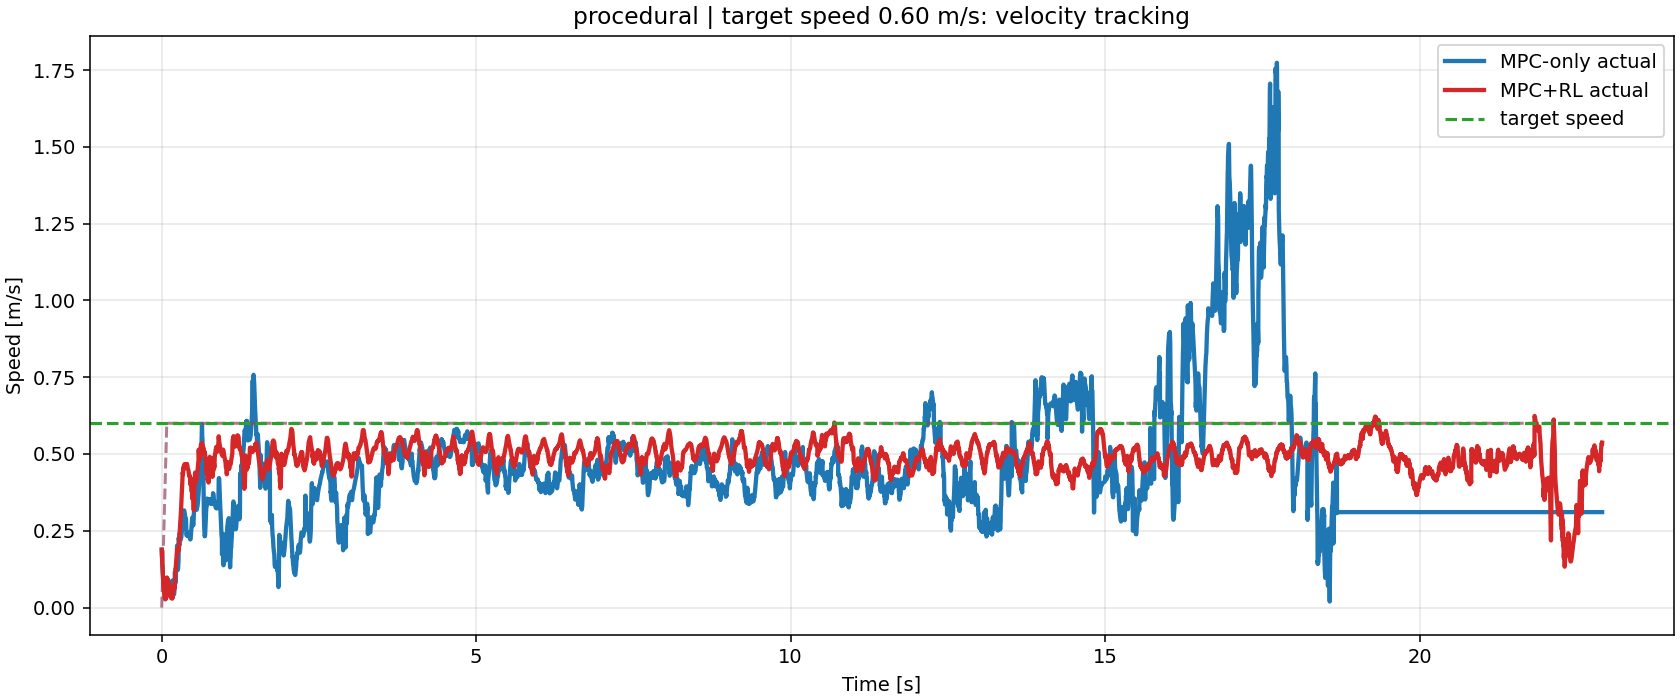 procedural | target speed 0.60 m/s: velocity tracking
MPC-only actual
MPC+RL actual
target speed
Speed [m/s]
1.75
1.50
1.25
1.00
0.75
0.50
0.25
0.00
0
5
10
15
20
Time [s]